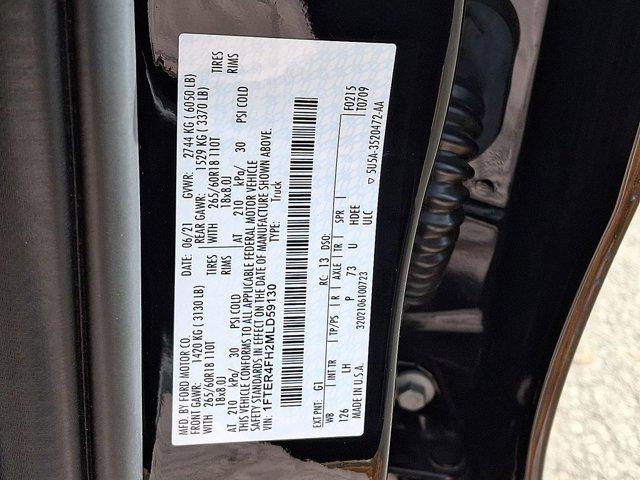 MFD. BY FORD MOTOR CO. DATE: 06/21 GVWR: 2744 KG ( 6050 LB)
FRONT GAWR: 1420 KG ( 3130 LB) REAR GAWR: 1529 KG ( 3370 LB)
WITH 265/60R18 110T TIRES WITH 265/60R18 110T TIRES
18x8.0J RIMS 18x8.0J RIMS
AT 210 kPa/ 30 PSI COLD AT 210 kPa/ 30 PSI COLD
THIS VEHICLE CONFORMS TO ALL APPLICABLE FEDERAL MOTOR VEHICLE
SAFETY STANDARDS IN EFFECT ON THE DATE OF MANUFACTURE SHOWN ABOVE.
VIN: 1FTER4FH2MLD59130 TYPE: Truck
EXT PNT: G1 RC: 13 DSO: F0215
T0709
WB INT TR TP/PS R AXLE TR SPR
126 LH P 73 U HDEE
ULC
MADE IN U.S.A. 3202106100723 ▽ 5U5A-3520472-AA